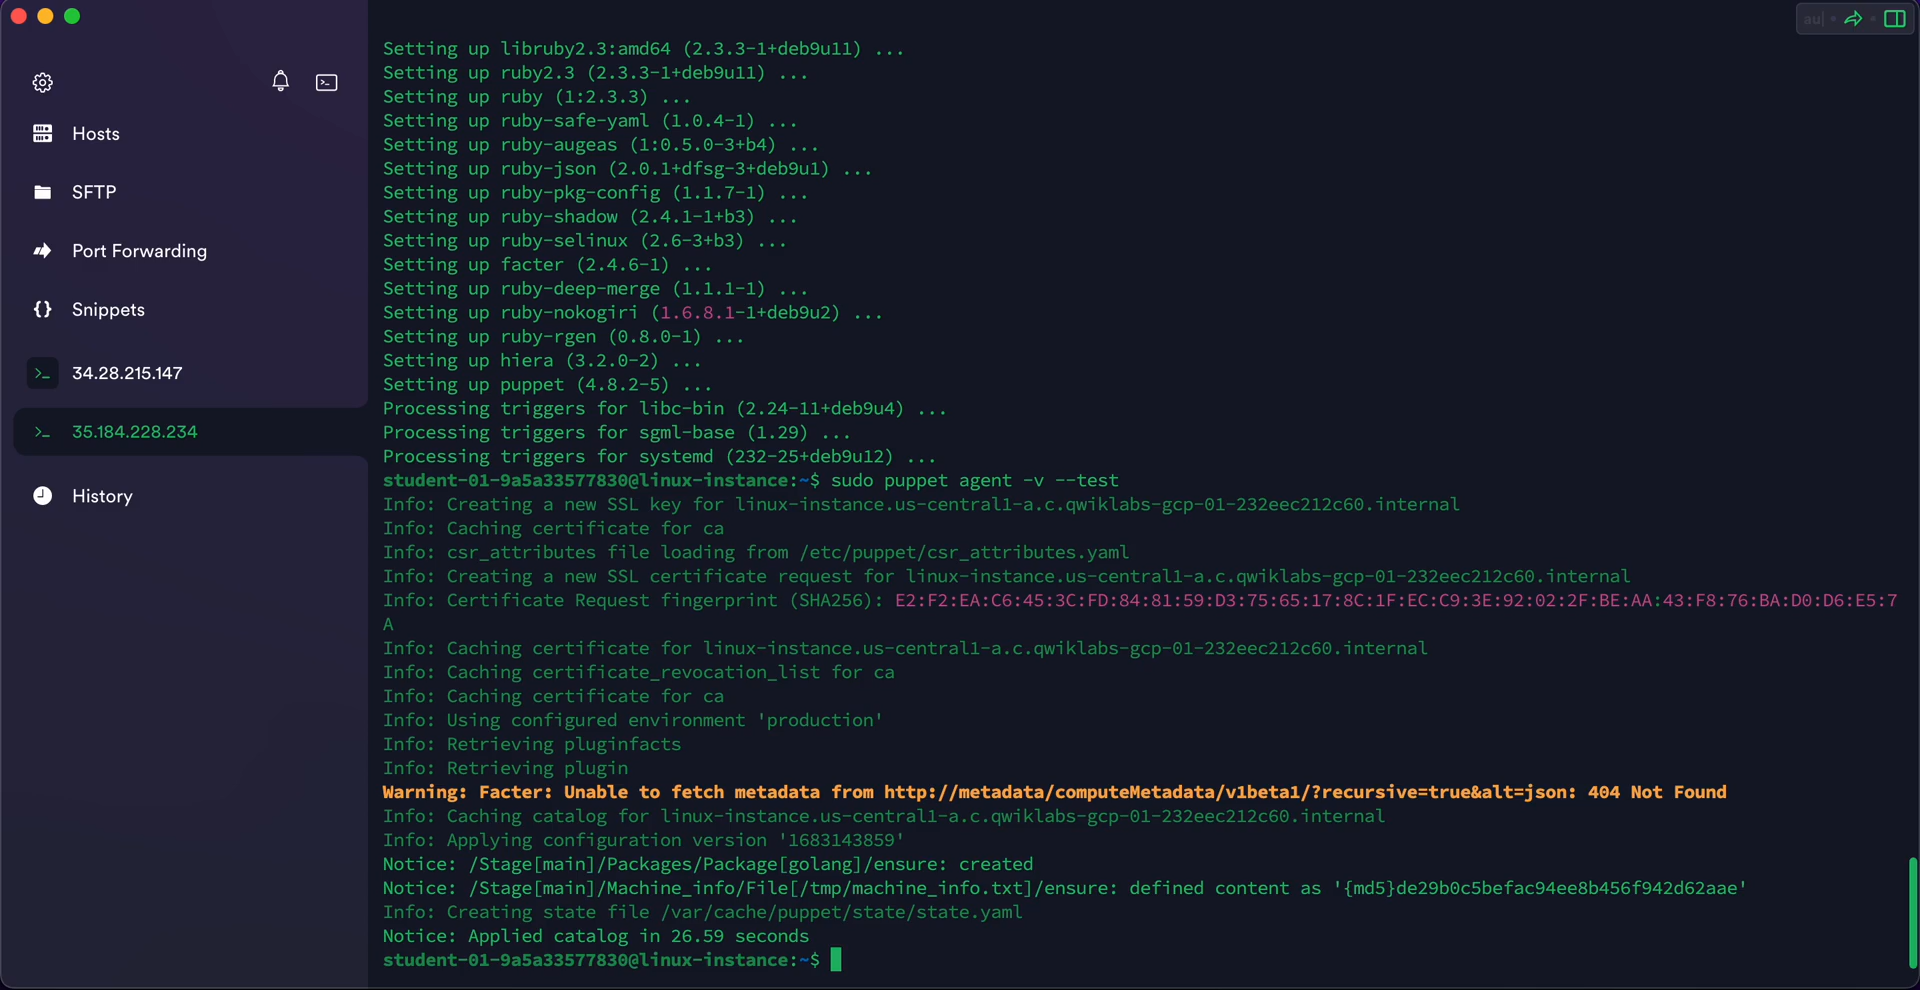 au|
Hosts
SFTP
Port Forwarding
Snippets
34.28.215.147
35.184.228.234
History
Setting up libruby2.3:amd64 (2.3.3-1+deb9u11) ...
Setting up ruby2.3 (2.3.3-1+deb9u11) ...
Setting up ruby (1:2.3.3) ...
Setting up ruby-safe-yaml (1.0.4-1) ...
Setting up ruby-augeas (1:0.5.0-3+b4) ...
Setting up ruby-json (2.0.1+dfsg-3+deb9u1) ...
Setting up ruby-pkg-config (1.1.7-1) ...
Setting up ruby-shadow (2.4.1-1+b3) ...
Setting up ruby-selinux (2.6-3+b3) ...
Setting up facter (2.4.6-1) ...
Setting up ruby-deep-merge (1.1.1-1) ...
Setting up ruby-nokogiri (1.6.8.1-1+deb9u2) ...
Setting up ruby-rgen (0.8.0-1) ...
Setting up hiera (3.2.0-2) ...
Setting up puppet (4.8.2-5) ...
Processing triggers for libc-bin (2.24-11+deb9u4) ...
Processing triggers for sgml-base (1.29) ...
Processing triggers for systemd (232-25+deb9u12) ...
student-01-9a5a33577830@linux-instance:~$ sudo puppet agent -v --test
Info: Creating a new SSL key for linux-instance.us-central1-a.c.qwiklabs-gcp-01-232eec212c60.internal
Info: Caching certificate for ca
Info: csr_attributes file loading from /etc/puppet/csr_attributes.yaml
Info: Creating a new SSL certificate request for linux-instance.us-central1-a.c.qwiklabs-gcp-01-232eec212c60.internal
Info: Certificate Request fingerprint (SHA256): E2:F2:EA:C6:45:3C:FD:84:81:59:D3:75:65:17:8C:1F:EC:C9:3E:92:02:2F:BE:AA:43:F8:76:BA:D0:D6:E5:7
A
Info: Caching certificate for linux-instance.us-central1-a.c.qwiklabs-gcp-01-232eec212c60.internal
Info: Caching certificate_revocation_list for ca
Info: Caching certificate for ca
Info: Using configured environment 'production'
Info: Retrieving pluginfacts
Info: Retrieving plugin
Warning: Facter: Unable to fetch metadata from http://metadata/computeMetadata/v1beta1/?recursive=true&alt=json: 404 Not Found
Info: Caching catalog for linux-instance.us-central1-a.c.qwiklabs-gcp-01-232eec212c60.internal
Info: Applying configuration version '1683143859'
Notice: /Stage[main]/Packages/Package[golang]/ensure: created
Notice: /Stage[main]/Machine_info/File[/tmp/machine_info.txt]/ensure: defined content as '{md5}de29b0c5befac94ee8b456f942d62aae'
Info: Creating state file /var/cache/puppet/state/state.yaml
Notice: Applied catalog in 26.59 seconds
student-01-9a5a33577830@linux-instance:~$